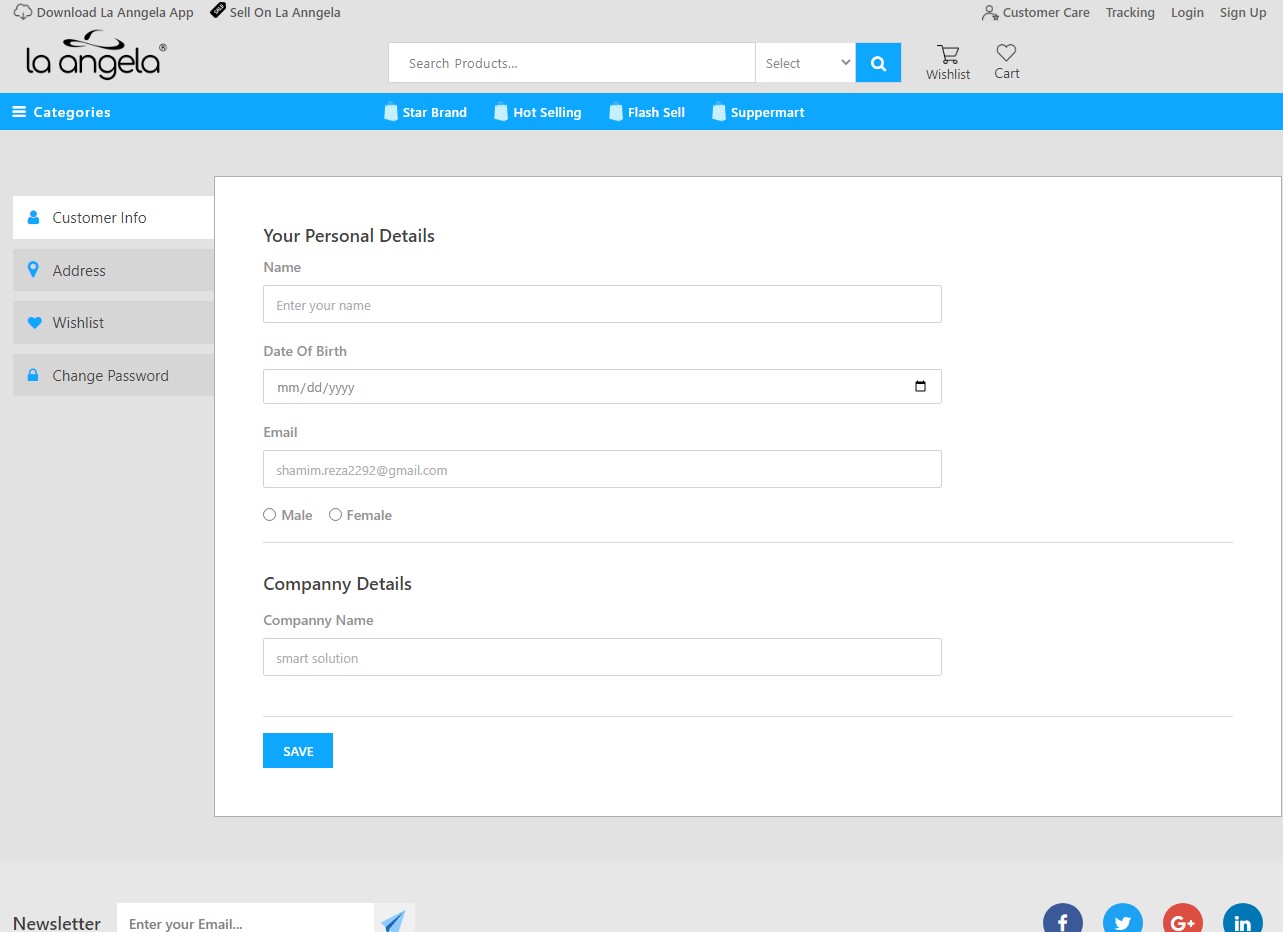 Download La Anngela App Sell On La Anngela Customer Care Tracking Login Sign Up
la angela®
Search Products... Select
Wishlist Cart
Categories Star Brand Hot Selling Flash Sell Suppermart
Customer Info
Address
Wishlist
Change Password
Your Personal Details
Name
Enter your name
Date Of Birth
mm/dd/yyyy
Email
shamim.reza2292@gmail.com
Male Female
Companny Details
Companny Name
smart solution
SAVE
Newsletter Enter your Email... f G+ in